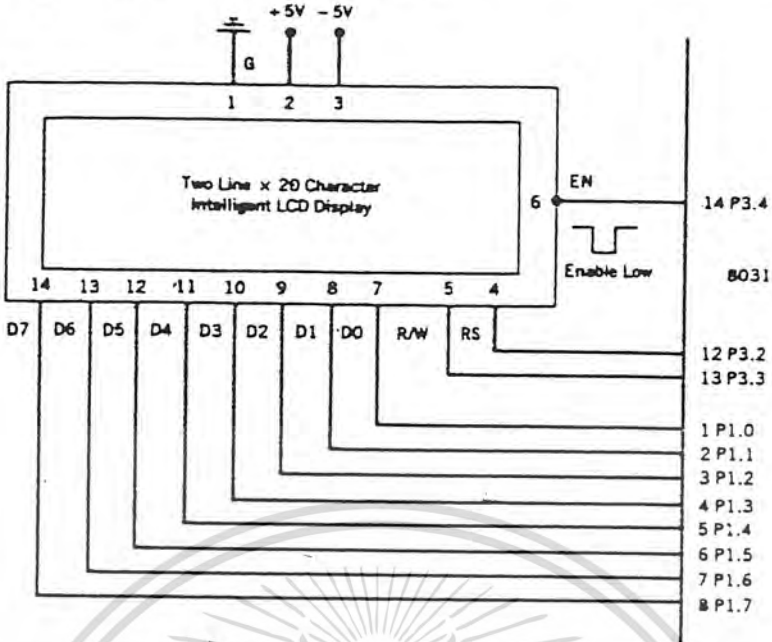 +5V -5V
G
1 2 3
Two Line x 20 Character
Intelligent LCD Display
6
EN
14 P3.4
Enable Low
8031
14 13 12 11 10 9 8 7 5 4
D7 D6 D5 D4 D3 D2 D1 D0 R/W RS
12 P3.2
13 P3.3
1 P1.0
2 P1.1
3 P1.2
4 P1.3
5 P1.4
6 P1.5
7 P1.6
8 P1.7